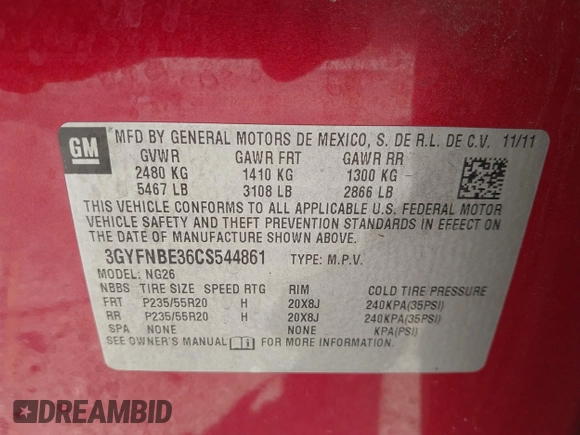 GM
MFD BY GENERAL MOTORS DE MEXICO, S. DE R.L. DE C.V. 11/11
GVWR GAWR FRT GAWR RR
2480 KG 1410 KG 1300 KG
5467 LB 3108 LB 2866 LB
THIS VEHICLE CONFORMS TO ALL APPLICABLE U.S. FEDERAL MOTOR
VEHICLE SAFETY AND THEFT PREVENTION STANDARDS IN EFFECT ON
THE DATE OF MANUFACTURE SHOWN ABOVE.
3GYFNBE36CS544861 TYPE: M.P.V.
MODEL: NG26
NBBS TIRE SIZE SPEED RTG RIM COLD TIRE PRESSURE
FRT P235/55R20 H 20X8J 240KPA(35PSI)
RR P235/55R20 H 20X8J 240KPA(35PSI)
SPA NONE NONE KPA(PSI)
SEE OWNER'S MANUAL FOR MORE INFORMATION.
DREAMBID